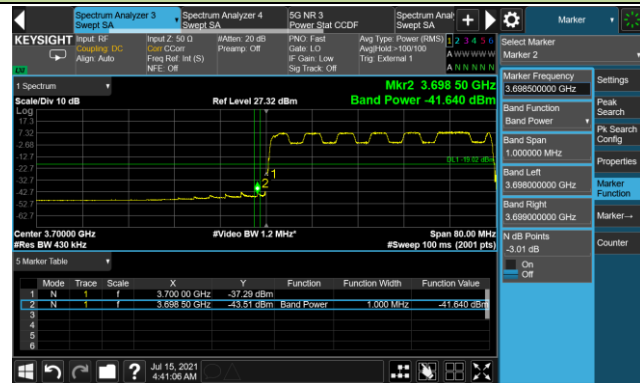 Spectrum Analyzer 3
Swept SA
Spectrum Analyzer 4
Swept SA
5G NR 3
Power Stat CCDF
Spectrum Anal
Swept SA
Marker
KEYSIGHT
Input: RF
Coupling: DC
Align: Auto
Input Z: 50 Ω
Corr CCorr
Freq Ref: Int (S)
NFE: Off
#Atten: 20 dB
Preamp: Off
PNO: Fast
Gate: LO
IF Gain: Low
Sig Track: Off
Avg Type: Power (RMS)
Avg|Hold >100/100
Trig: External 1
1 2 3 4 5 6
A W W W W W
A N N N N N
Select Marker
Marker 2
1 Spectrum
Scale/Div 10 dB
Log
Ref Level 27.32 dBm
Mkr2 3.698 50 GHz
Band Power -41.640 dBm
17.3
7.32
-2.68
-12.7
-22.7
-32.7
-42.7
-52.7
-62.7
DL1 -19.02 dBm
1
2
Center 3.70000 GHz
#Res BW 430 kHz
#Video BW 1.2 MHz*
Span 80.00 MHz
#Sweep 100 ms (2001 pts)
5 Marker Table
Mode Trace Scale X Y Function Function Width Function Value
1 N 1 f 3.700 00 GHz -37.29 dBm
2 N 1 f 3.698 50 GHz -43.51 dBm Band Power 1.000 MHz -41.640 dBm
3
4
5
6
Marker Frequency
3.698500000 GHz
Band Function
Band Power
Band Span
1.000000 MHz
Band Left
3.698000000 GHz
Band Right
3.699000000 GHz
N dB Points
-3.01 dB
On
Off
Settings
Peak
Search
Pk Search
Config
Properties
Marker
Function
Marker→
Counter
?
Jul 15, 2021
4:41:06 AM